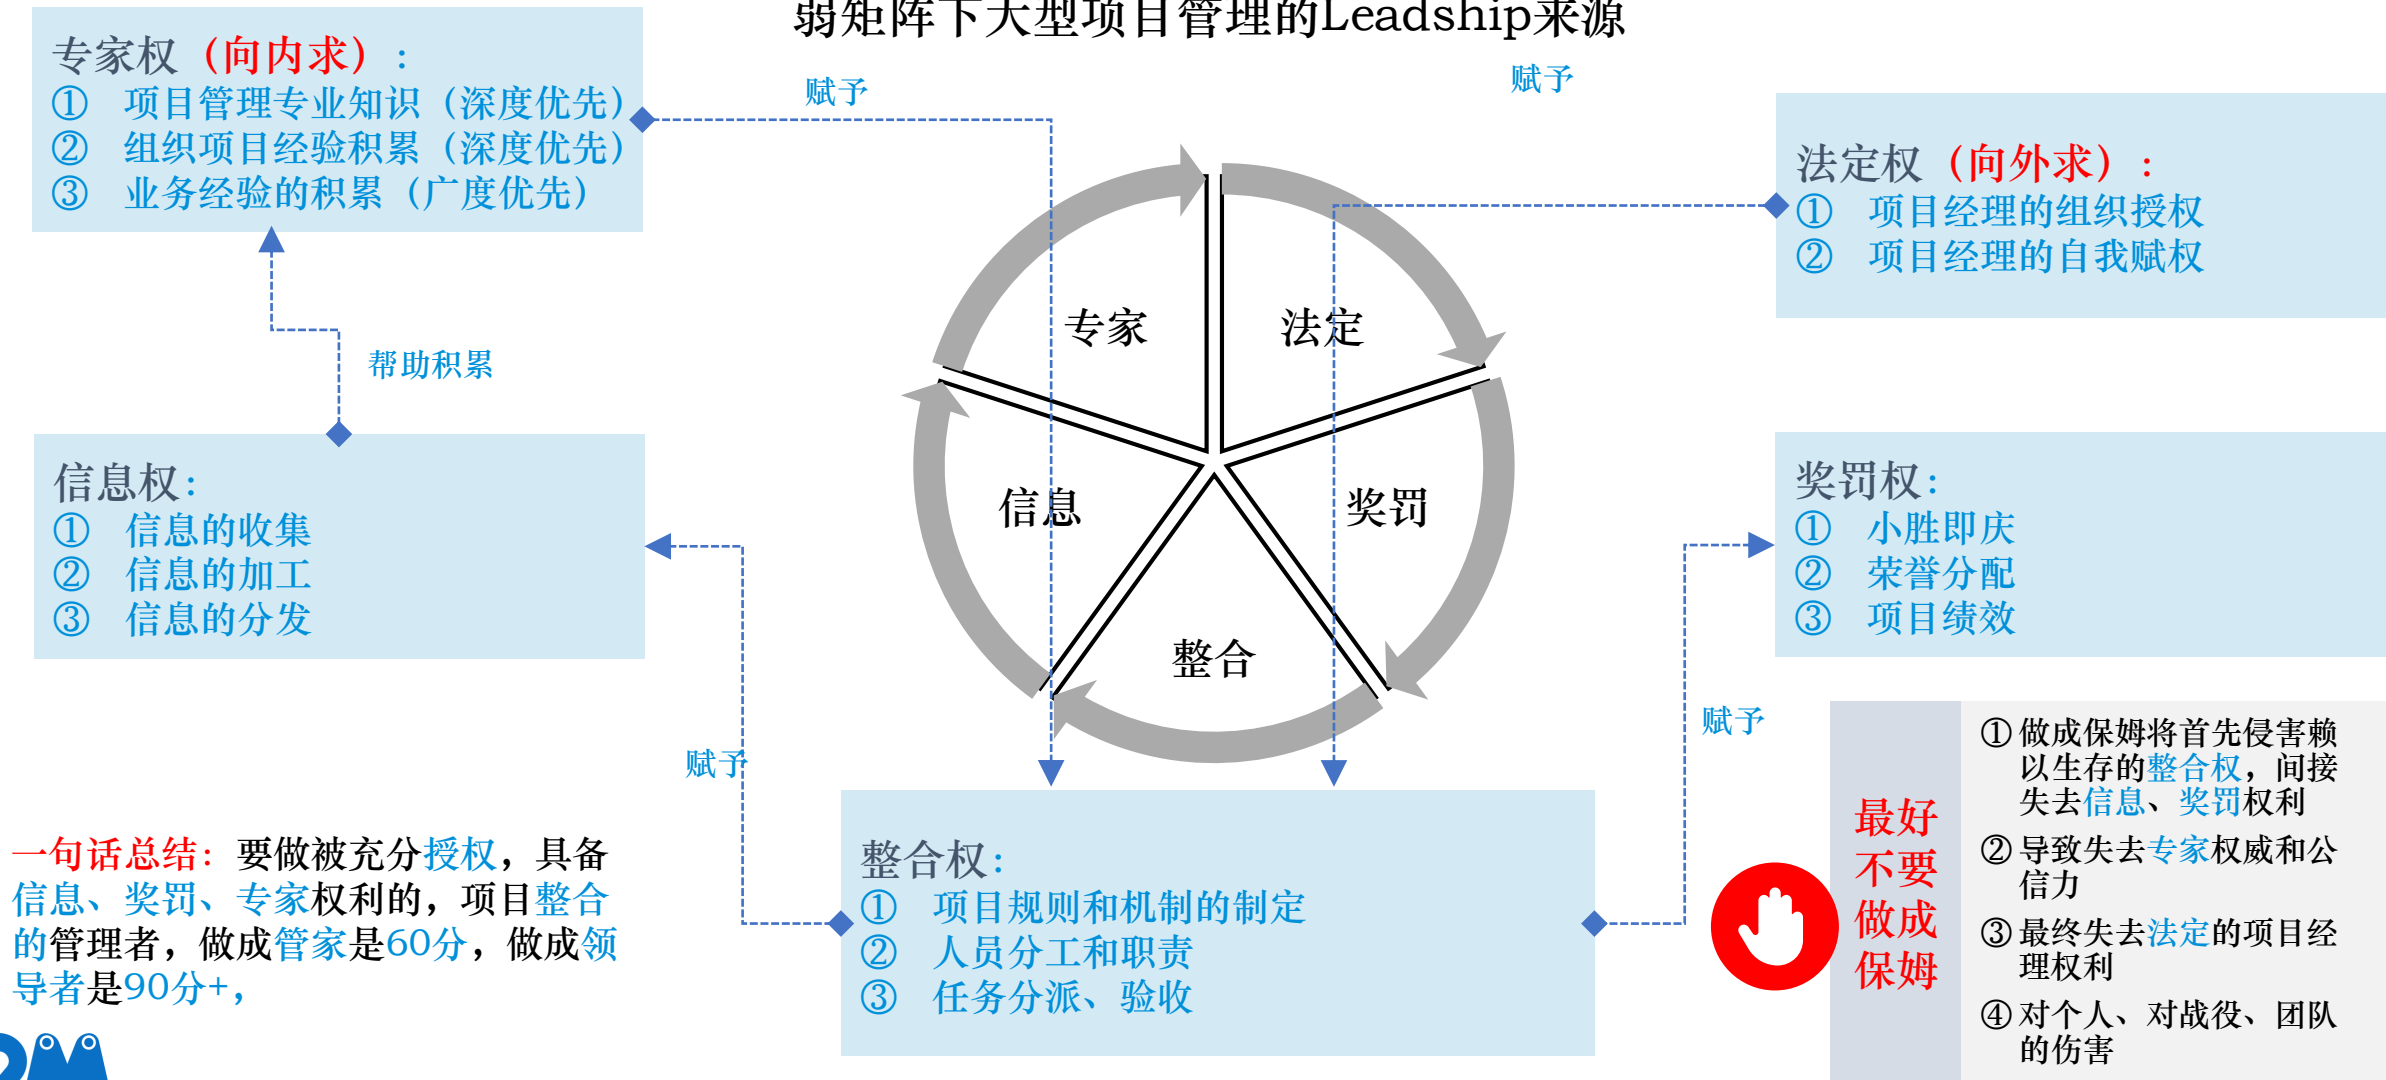 弱矩阵下大型项目管理的Leadship来源
专家权（向内求）:
① 项目管理专业知识（深度优先）
② 组织项目经验积累（深度优先）
③ 业务经验的积累（广度优先）
赋予
赋予
法定权（向外求）:
① 项目经理的组织授权
② 项目经理的自我赋权
帮助积累
专家
法定
信息
奖罚
整合
信息权:
① 信息的收集
② 信息的加工
③ 信息的分发
奖罚权:
① 小胜即庆
② 荣誉分配
③ 项目绩效
赋予
赋予
整合权:
① 项目规则和机制的制定
② 人员分工和职责
③ 任务分派、验收
一句话总结：要做被充分授权，具备
信息、奖罚、专家权利的，项目整合
的管理者，做成管家是60分，做成领
导者是90分+，
最好
不要
做成
保姆
① 做成保姆将首先侵害赖
以生存的整合权，间接
失去信息、奖罚权利
② 导致失去专家权威和公
信力
③ 最终失去法定的项目经
理权利
④ 对个人、对战役、团队
的伤害